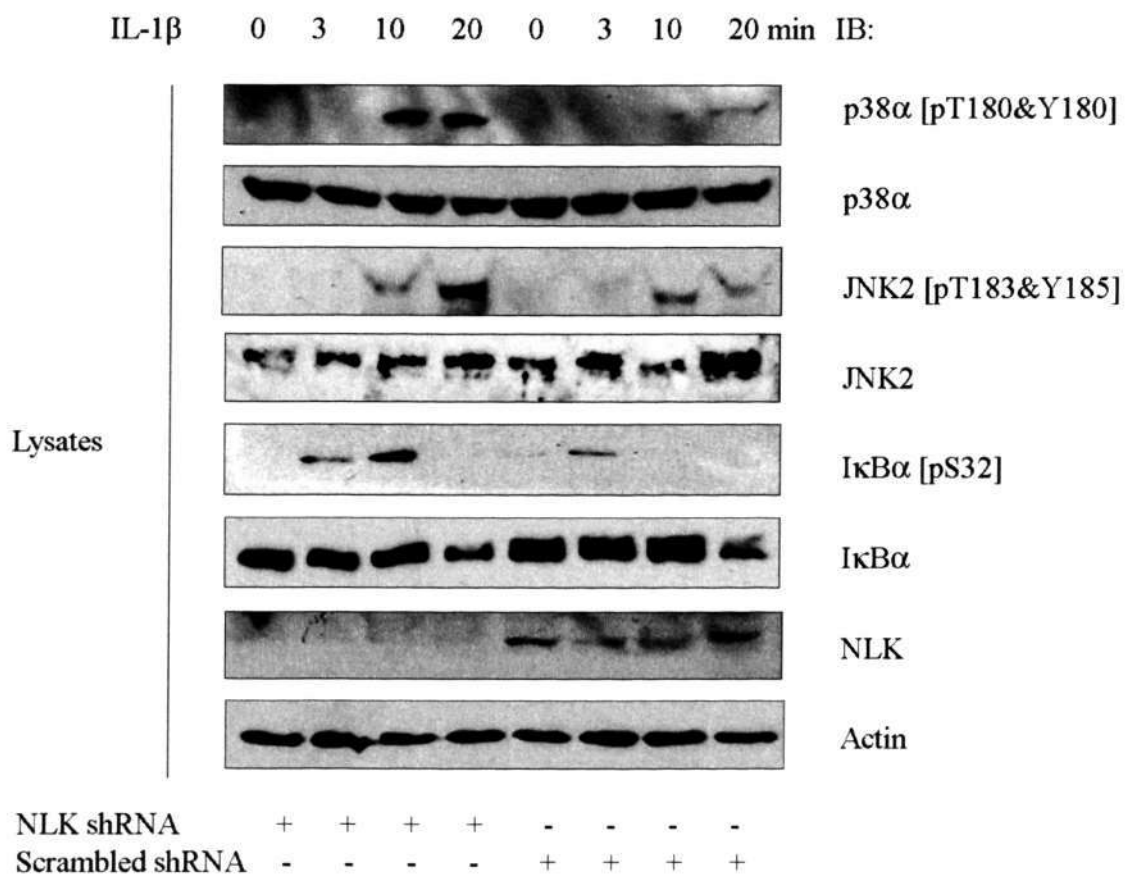 IL-1β 0 3 10 20 0 3 10 20 min IB:
p38α [pT180&Y180]
p38α
JNK2 [pT183&Y185]
JNK2
Lysates
IκBα [pS32]
IκBα
NLK
Actin
NLK shRNA + + + + - - - -
Scrambled shRNA - - - - + + + +